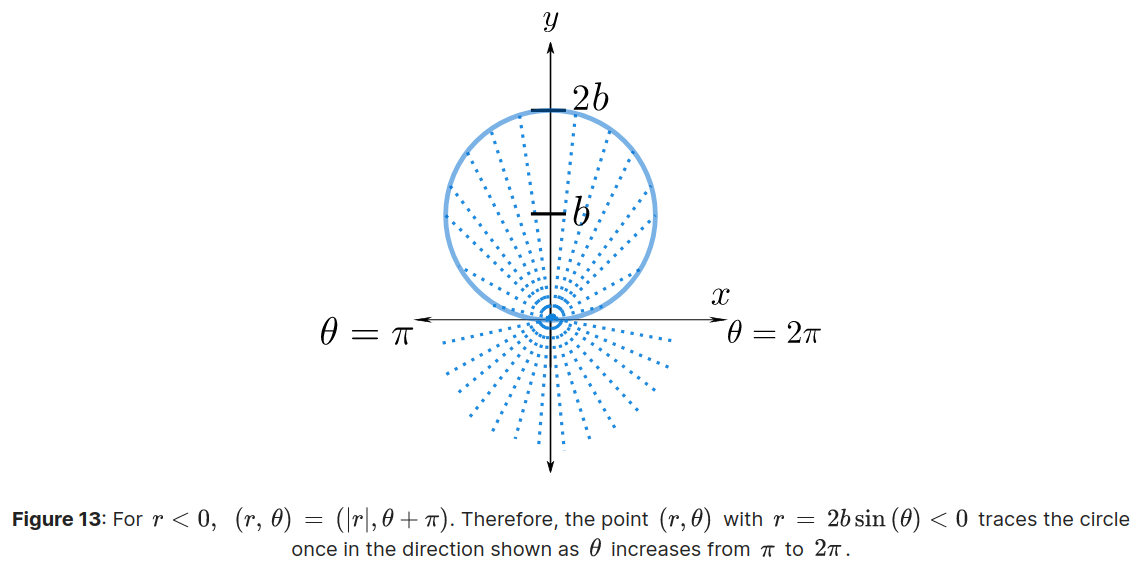 y
2b
b
x
θ = π
θ = 2π
Figure 13: For r < 0, (r, θ) = (|r|, θ + π). Therefore, the point (r, θ) with r = 2b sin (θ) < 0 traces the circle
once in the direction shown as θ increases from π to 2π.